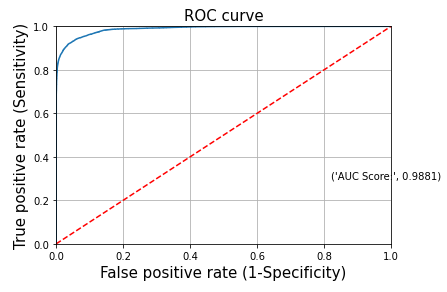 ROC curve
True positive rate (Sensitivity)
1.0
0.8
0.6
0.4
0.2
0.0
('AUC Score:', 0.9881)
0.0 0.2 0.4 0.6 0.8 1.0
False positive rate (1-Specificity)